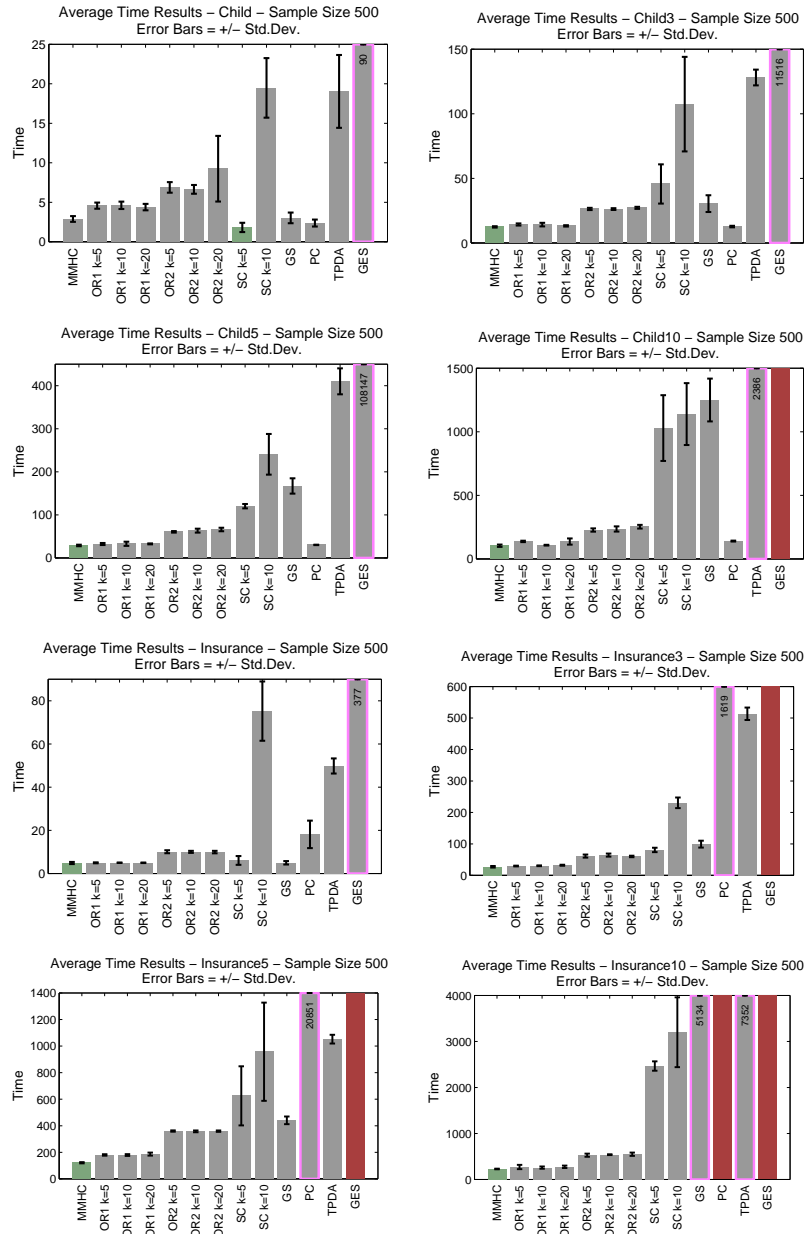 Average Time Results – Child – Sample Size 500
Error Bars = +/– Std.Dev.
Time
25
20
15
10
5
0
90
MMHC
OR1 k=5
OR1 k=10
OR1 k=20
OR2 k=5
OR2 k=10
OR2 k=20
SC k=5
SC k=10
GS
PC
TPDA
GES
Average Time Results – Child3 – Sample Size 500
Error Bars = +/– Std.Dev.
Time
150
100
50
0
11516
MMHC
OR1 k=5
OR1 k=10
OR1 k=20
OR2 k=5
OR2 k=10
OR2 k=20
SC k=5
SC k=10
GS
PC
TPDA
GES
Average Time Results – Child5 – Sample Size 500
Error Bars = +/– Std.Dev.
Time
400
300
200
100
0
108147
MMHC
OR1 k=5
OR1 k=10
OR1 k=20
OR2 k=5
OR2 k=10
OR2 k=20
SC k=5
SC k=10
GS
PC
TPDA
GES
Average Time Results – Child10 – Sample Size 500
Error Bars = +/– Std.Dev.
Time
1500
1000
500
0
2386
MMHC
OR1 k=5
OR1 k=10
OR1 k=20
OR2 k=5
OR2 k=10
OR2 k=20
SC k=5
SC k=10
GS
PC
TPDA
GES
Average Time Results – Insurance – Sample Size 500
Error Bars = +/– Std.Dev.
Time
80
60
40
20
0
377
MMHC
OR1 k=5
OR1 k=10
OR1 k=20
OR2 k=5
OR2 k=10
OR2 k=20
SC k=5
SC k=10
GS
PC
TPDA
GES
Average Time Results – Insurance3 – Sample Size 500
Error Bars = +/– Std.Dev.
Time
600
500
400
300
200
100
0
1619
MMHC
OR1 k=5
OR1 k=10
OR1 k=20
OR2 k=5
OR2 k=10
OR2 k=20
SC k=5
SC k=10
GS
PC
TPDA
GES
Average Time Results – Insurance5 – Sample Size 500
Error Bars = +/– Std.Dev.
Time
1400
1200
1000
800
600
400
200
0
20851
MMHC
OR1 k=5
OR1 k=10
OR1 k=20
OR2 k=5
OR2 k=10
OR2 k=20
SC k=5
SC k=10
GS
PC
TPDA
GES
Average Time Results – Insurance10 – Sample Size 500
Error Bars = +/– Std.Dev.
Time
4000
3000
2000
1000
0
5134
7352
MMHC
OR1 k=5
OR1 k=10
OR1 k=20
OR2 k=5
OR2 k=10
OR2 k=20
SC k=5
SC k=10
GS
PC
TPDA
GES